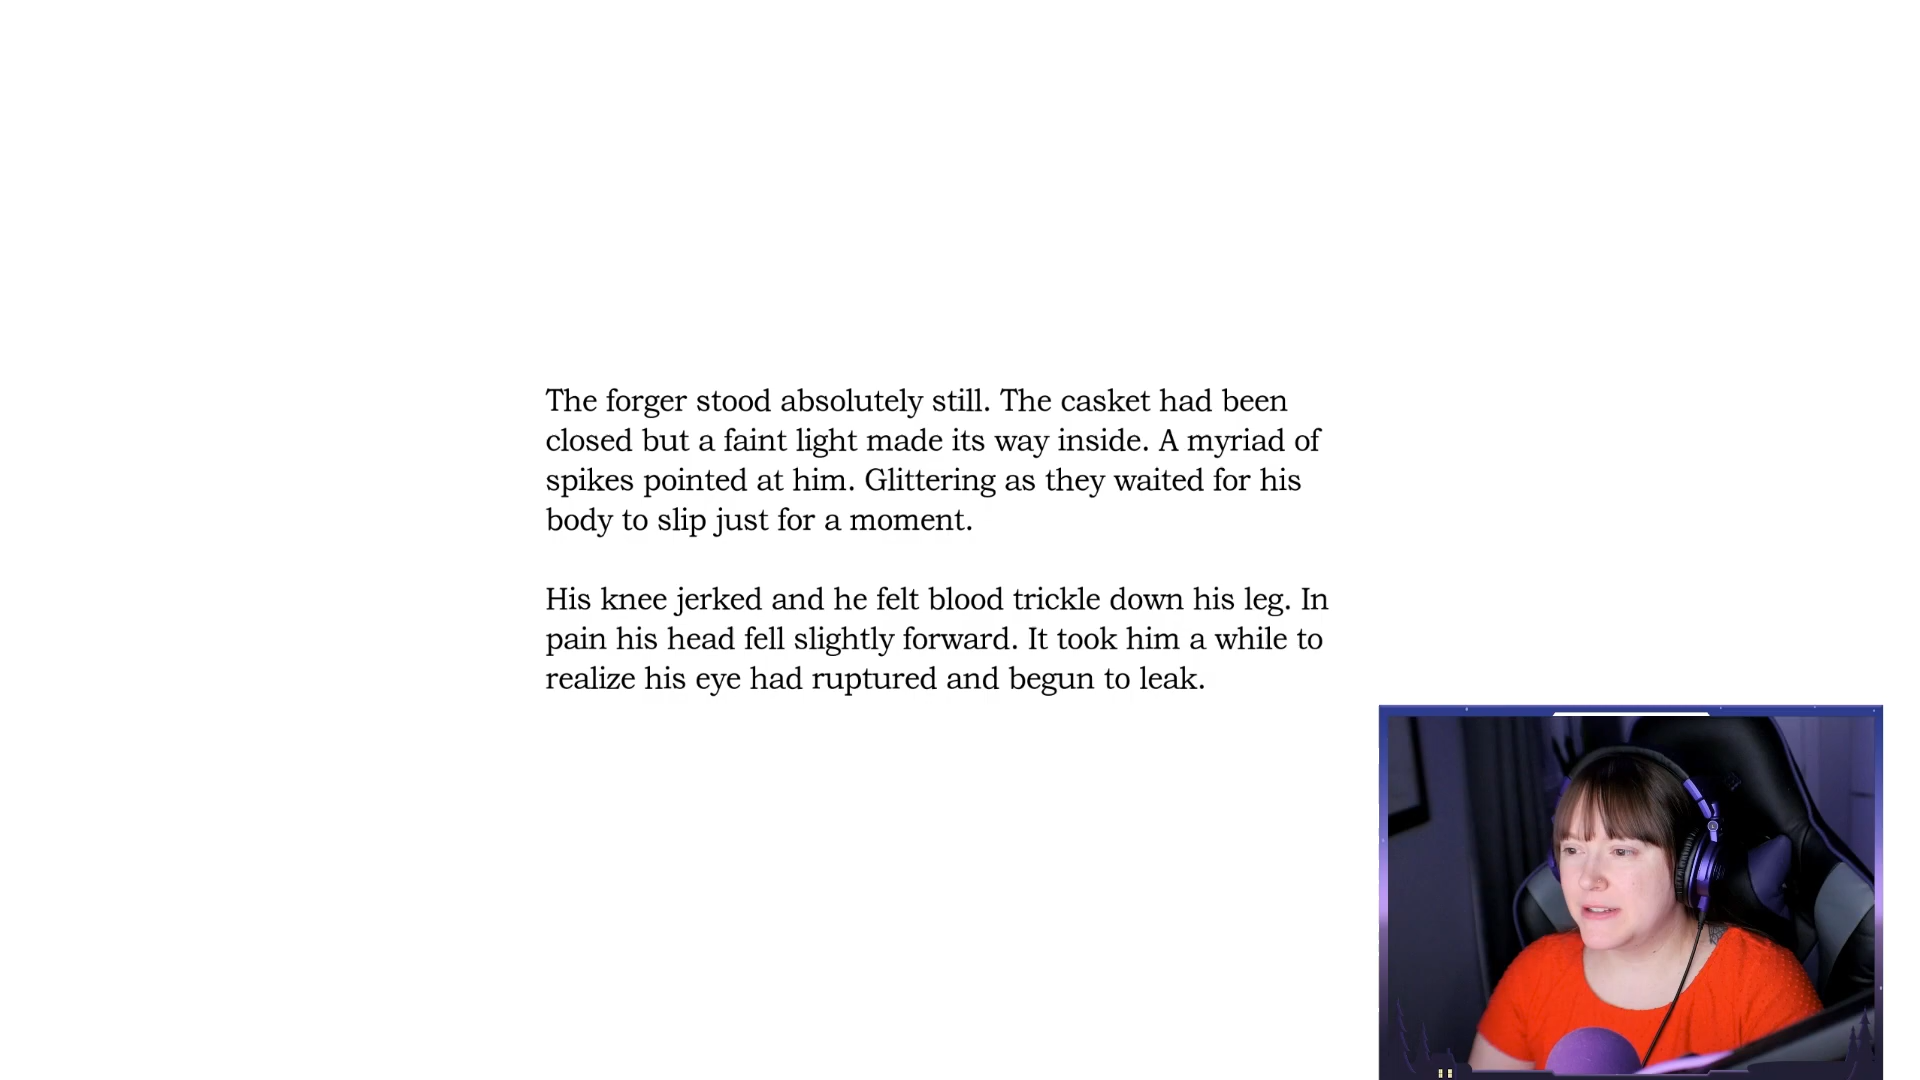 The forger stood absolutely still. The casket had been
closed but a faint light made its way inside. A myriad of
spikes pointed at him. Glittering as they waited for his
body to slip just for a moment.
His knee jerked and he felt blood trickle down his leg. In
pain his head fell slightly forward. It took him a while to
realize his eye had ruptured and begun to leak.